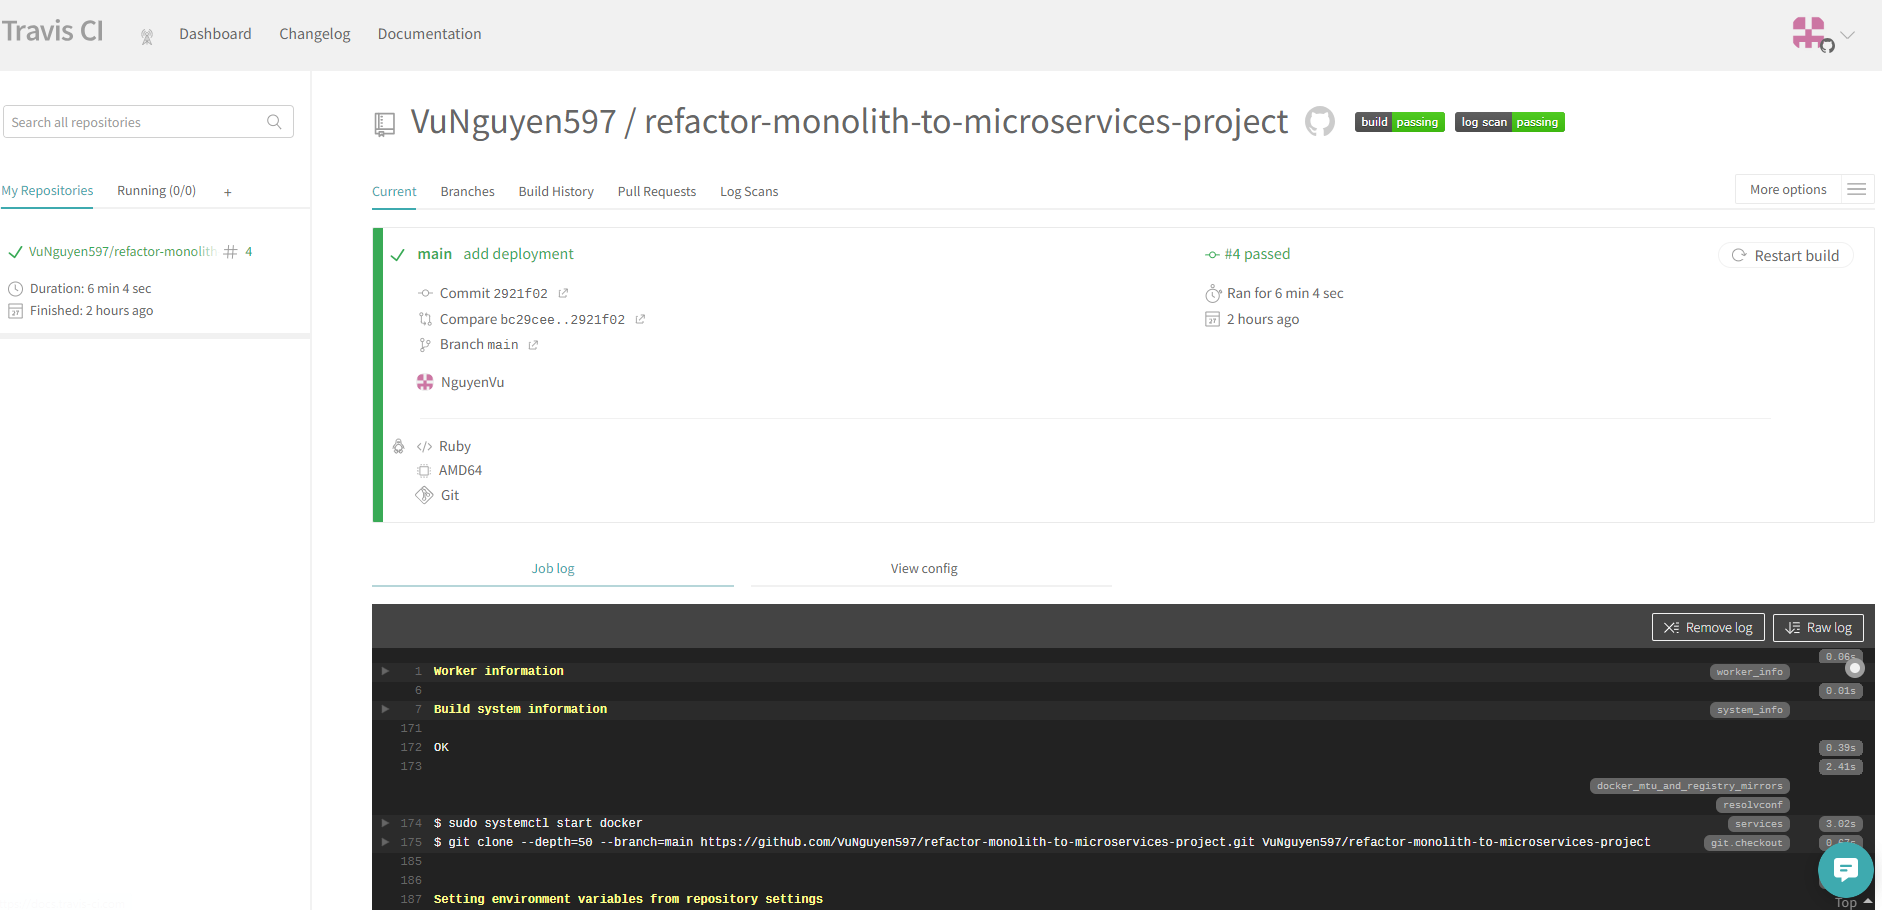 Travis CI
Dashboard
Changelog
Documentation
Search all repositories
My Repositories
Running (0/0)
+
VuNguyen597/refactor-monolith
# 4
Duration: 6 min 4 sec
Finished: 2 hours ago
VuNguyen597 / refactor-monolith-to-microservices-project
build passing
log scan passing
Current
Branches
Build History
Pull Requests
Log Scans
More options
main add deployment
#4 passed
Restart build
Commit 2921f02
Ran for 6 min 4 sec
Compare bc29cee..2921f02
2 hours ago
Branch main
NguyenVu
</> Ruby
AMD64
Git
Job log
View config
Remove log
Raw log
0.06s
1 Worker information worker_info
6 0.01s
7 Build system information system_info
171
172 OK 0.39s
173 2.41s
docker_mtu_and_registry_mirrors
resolvconf
174 $ sudo systemctl start docker services 3.02s
175 $ git clone --depth=50 --branch=main https://github.com/VuNguyen597/refactor-monolith-to-microservices-project.git VuNguyen597/refactor-monolith-to-microservices-project git.checkout
185
186
187 Setting environment variables from repository settings
Top